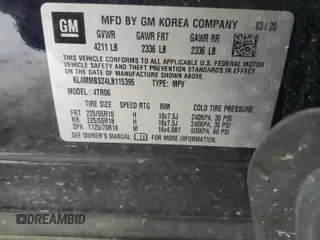 GM
MFD BY GM KOREA COMPANY 03/20
GVWR GAWR FRT GAWR RR
4211 LB 2336 LB 2336 LB
THIS VEHICLE CONFORMS TO ALL APPLICABLE U.S. FEDERAL
MOTOR VEHICLE SAFETY, BUMPER, AND THEFT PREVENTION
STANDARDS IN EFFECT ON THE DATE OF MANUFACTURE SHOWN ABOVE.
KL4MMBS24LB115395 TYPE: MPV
MODEL: 4TR06
TIRE SIZE SPEED RTG RIM COLD TIRE PRESSURE
FRT 225/55R18 H 18x7.5J 240KPA, 35 PSI
RR 225/55R18 H 18x7.5J 240KPA, 35 PSI
SPA T125/70R16 M 16x4.0BT 420KPA, 60 PSI
SEE OWNER'S MANUAL FOR MORE INFORMATION.
DREAMBID